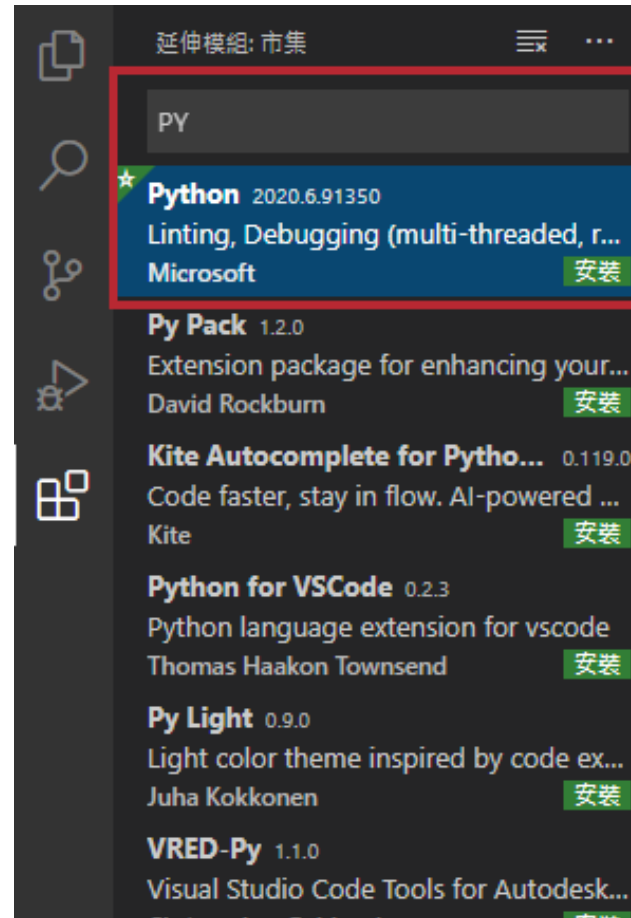 延伸模組: 市集
PY
Python 2020.6.91350
Linting, Debugging (multi-threaded, r...
Microsoft 安裝
Py Pack 1.2.0
Extension package for enhancing your...
David Rockburn 安裝
Kite Autocomplete for Pytho... 0.119.0
Code faster, stay in flow. AI-powered ...
Kite 安裝
Python for VSCode 0.2.3
Python language extension for vscode
Thomas Haakon Townsend 安裝
Py Light 0.9.0
Light color theme inspired by code ex...
Juha Kokkonen 安裝
VRED-Py 1.1.0
Visual Studio Code Tools for Autodesk...